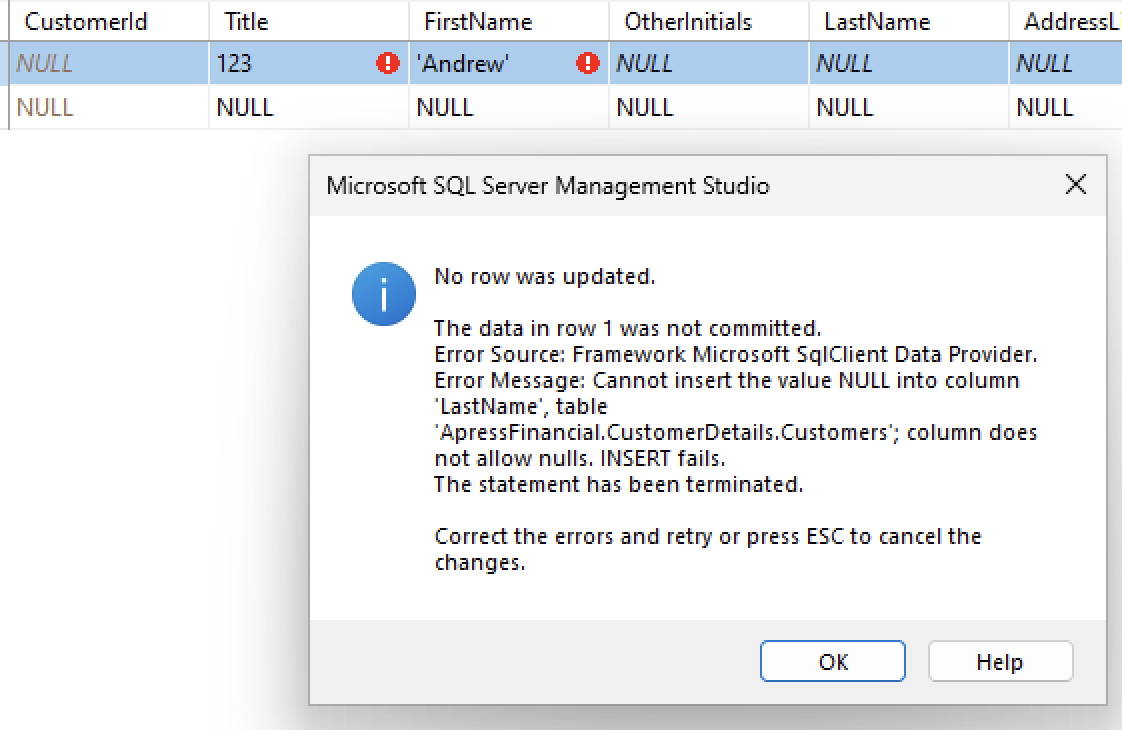 CustomerId Title FirstName OtherInitials LastName AddressLi
NULL 123 'Andrew' NULL NULL NULL
NULL NULL NULL NULL NULL NULL
Microsoft SQL Server Management Studio
No row was updated.
The data in row 1 was not committed.
Error Source: Framework Microsoft SqlClient Data Provider.
Error Message: Cannot insert the value NULL into column
'LastName', table
'ApressFinancial.CustomerDetails.Customers'; column does
not allow nulls. INSERT fails.
The statement has been terminated.
Correct the errors and retry or press ESC to cancel the
changes.
OK Help